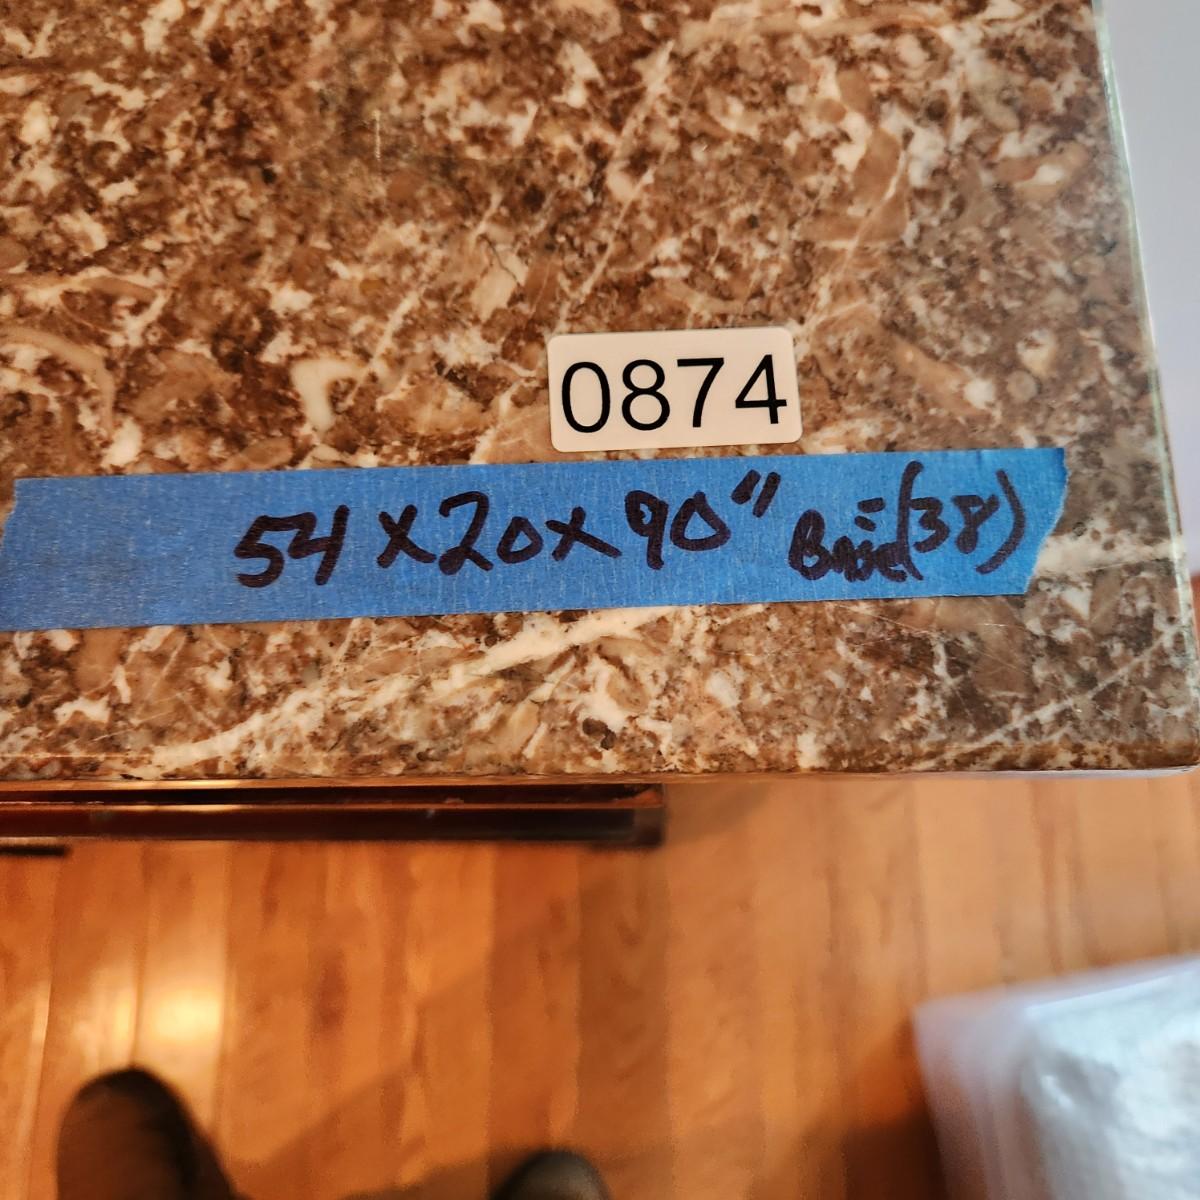 0874
54 x 20 x 90" Base = (38)